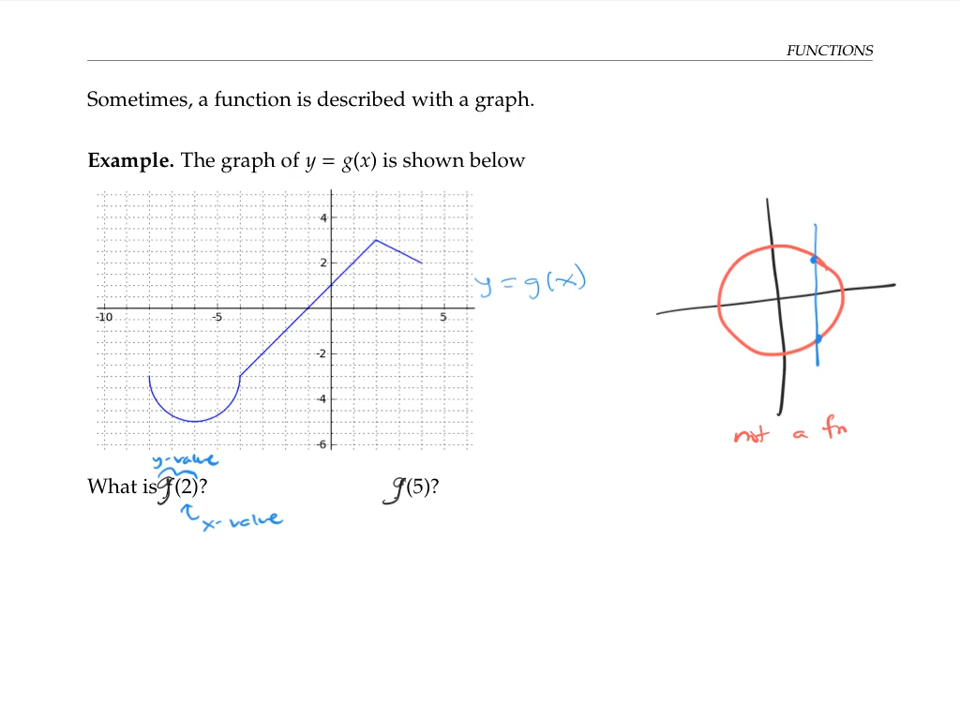 FUNCTIONS
Sometimes, a function is described with a graph.
Example. The graph of y = g(x) is shown below
4
2
-10
-5
5
-2
-4
-6
y = g(x)
not a fn
y-value
What is g(2)?
g(5)?
x-value